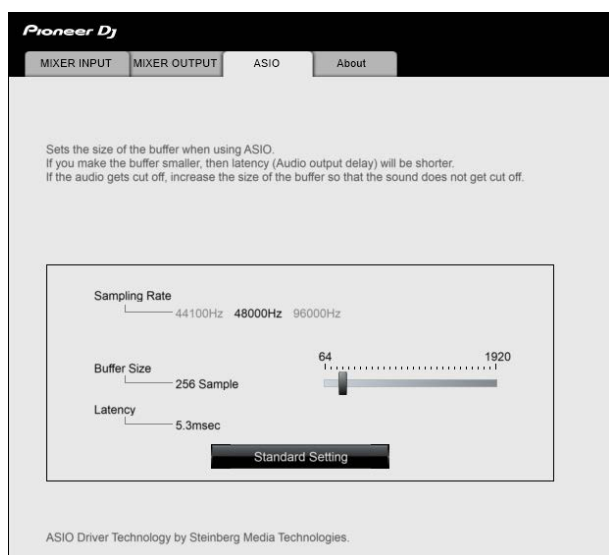 Pioneer Dj
MIXER INPUT MIXER OUTPUT ASIO About
Sets the size of the buffer when using ASIO.
If you make the buffer smaller, then latency (Audio output delay) will be shorter.
If the audio gets cut off, increase the size of the buffer so that the sound does not get cut off.
Sampling Rate
44100Hz 48000Hz 96000Hz
64 1920
Buffer Size
256 Sample
Latency
5.3msec
Standard Setting
ASIO Driver Technology by Steinberg Media Technologies.